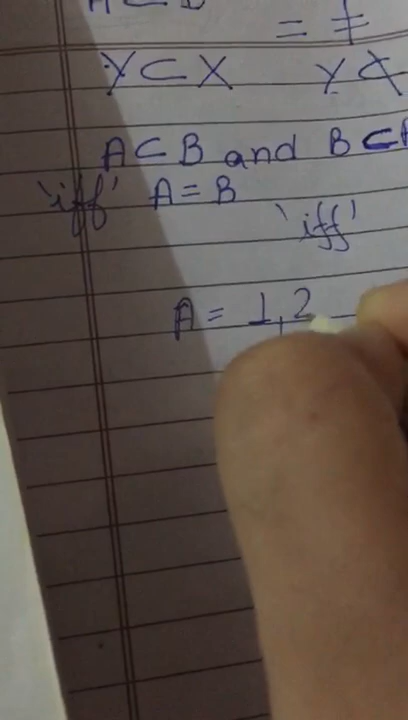 = ≠
Y⊂X Y⊄
A⊂B and B⊂A
'iff' A = B
'iff'
A = 1, 2